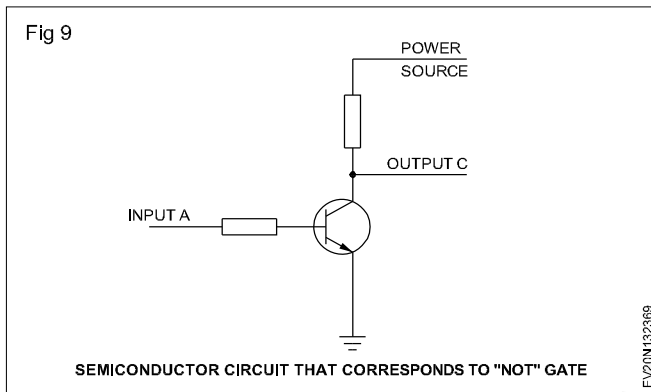 Fig 9
POWER
SOURCE
OUTPUT C
INPUT A
SEMICONDUCTOR CIRCUIT THAT CORRESPONDS TO "NOT" GATE
EV20N132369